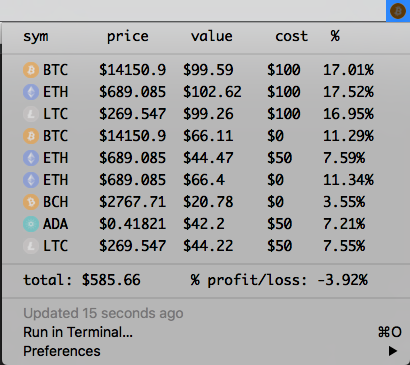 sym price value cost %
BTC $14150.9 $99.59 $100 17.01%
ETH $689.085 $102.62 $100 17.52%
LTC $269.547 $99.26 $100 16.95%
BTC $14150.9 $66.11 $0 11.29%
ETH $689.085 $44.47 $50 7.59%
ETH $689.085 $66.4 $0 11.34%
BCH $2767.71 $20.78 $0 3.55%
ADA $0.41821 $42.2 $50 7.21%
LTC $269.547 $44.22 $50 7.55%
total: $585.66 % profit/loss: -3.92%
Updated 15 seconds ago
Run in Terminal... ⌘O
Preferences ▶